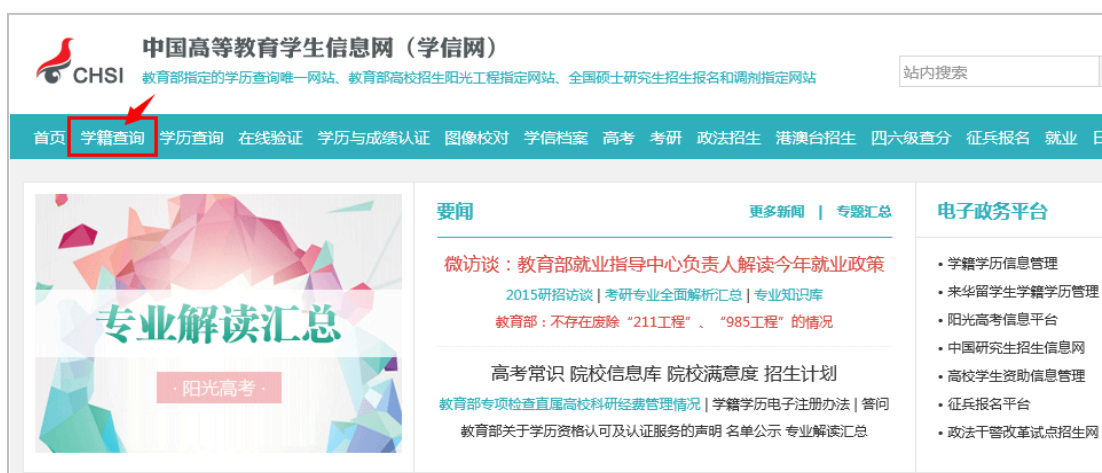 中国高等教育学生信息网（学信网）
CHSI
教育部指定的学历查询唯一网站、教育部高校招生阳光工程指定网站、全国硕士研究生招生报名和调剂指定网站
站内搜索
首页 学籍查询 学历查询 在线验证 学历与成绩认证 图像校对 学信档案 高考 考研 政法招生 港澳台招生 四六级查分 征兵报名 就业
专业解读汇总
·阳光高考·
要闻 更多新闻 | 专题汇总
微访谈：教育部就业指导中心负责人解读今年就业政策
2015研招访谈 | 考研专业全面解析汇总 | 专业知识库
教育部：不存在废除“211工程”、“985工程”的情况
高考常识 院校信息库 院校满意度 招生计划
教育部专项检查直属高校科研经费管理情况 | 学籍学历电子注册办法 | 答问
教育部关于学历资格认可及认证服务的声明 名单公示 专业解读汇总
电子政务平台
• 学籍学历信息管理
• 来华留学生学籍学历管理
• 阳光高考信息平台
• 中国研究生招生信息网
• 高校学生资助信息管理
• 征兵报名平台
• 政法干警改革试点招生网